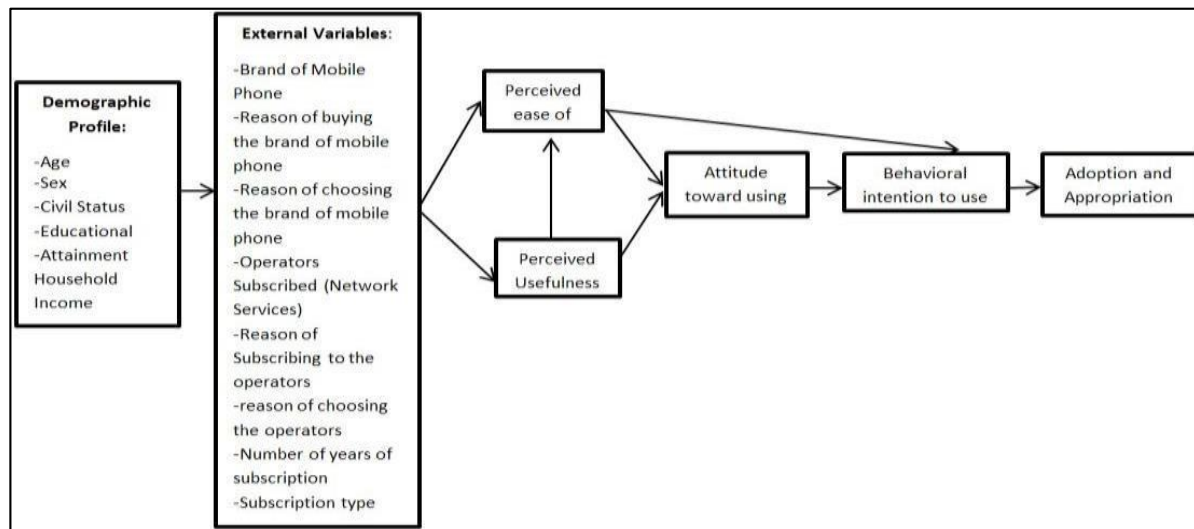 Demographic
Profile:
-Age
-Sex
-Civil Status
-Educational
-Attainment
Household
Income
External Variables:
-Brand of Mobile
Phone
-Reason of buying
the brand of mobile
phone
-Reason of choosing
the brand of mobile
phone
-Operators
Subscribed (Network
Services)
-Reason of
Subscribing to the
operators
-reason of choosing
the operators
-Number of years of
subscription
-Subscription type
Perceived
ease of
Perceived
Usefulness
Attitude
toward using
Behavioral
intention to use
Adoption and
Appropriation